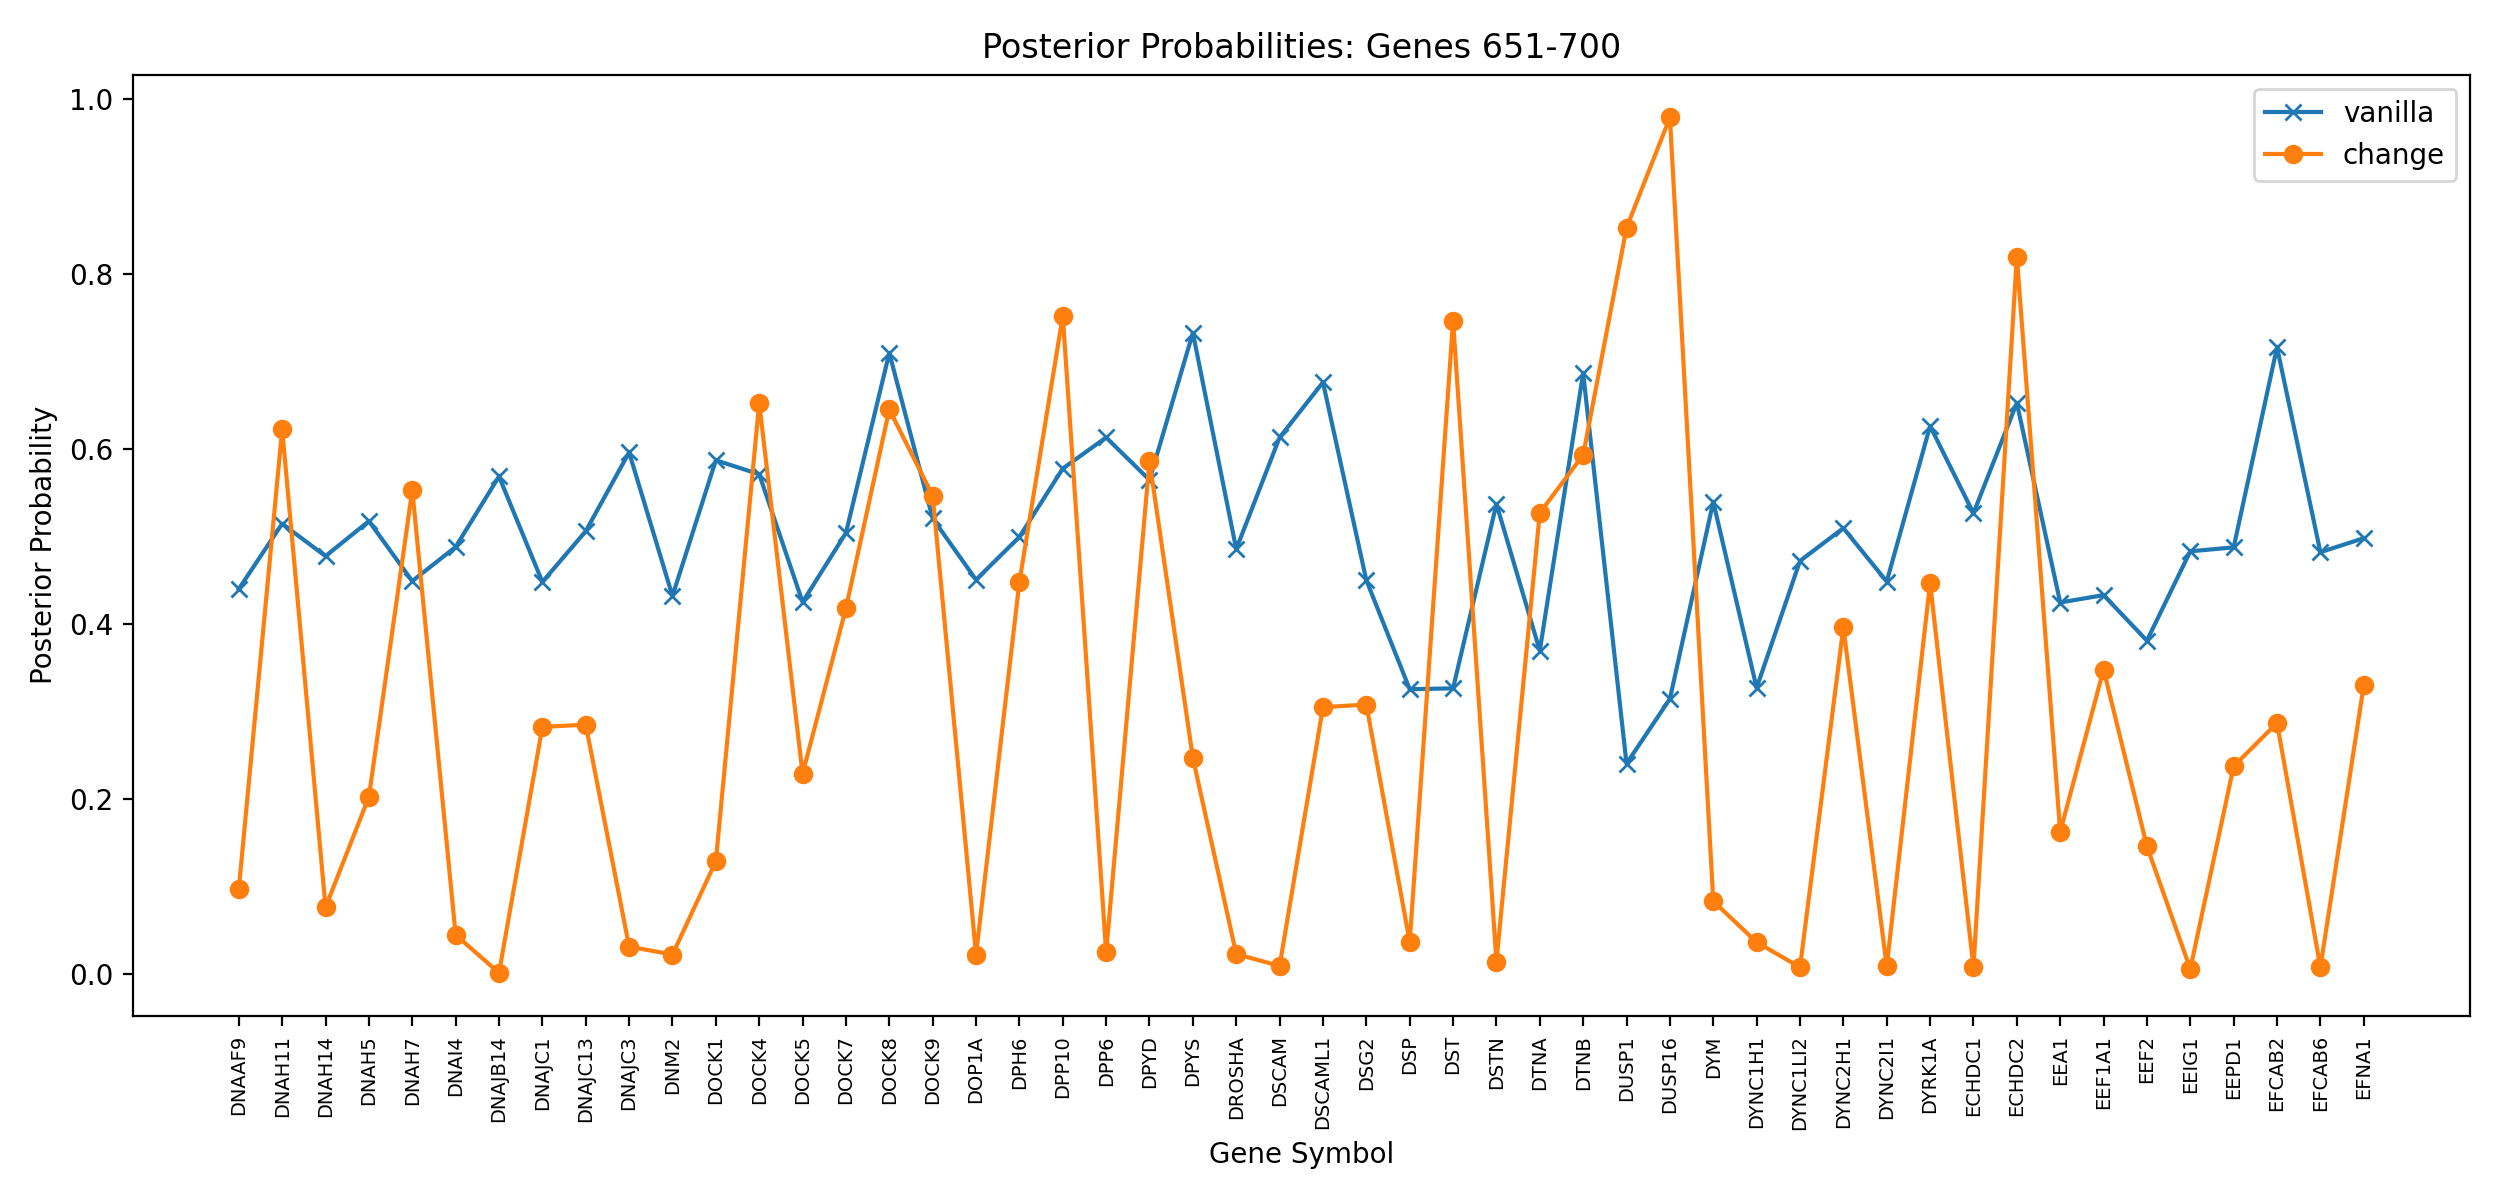 Posterior Probabilities: Genes 651-700
vanilla
change
Posterior Probability
1.0
0.8
0.6
0.4
0.2
0.0
DNAAF9
DNAH11
DNAH14
DNAH5
DNAH7
DNAI4
DNAJB14
DNAJC1
DNAJC13
DNAJC3
DNM2
DOCK1
DOCK4
DOCK5
DOCK7
DOCK8
DOCK9
DOP1A
DPH6
DPP10
DPP6
DPYD
DPYS
DROSHA
DSCAM
DSCAML1
DSG2
DSP
DST
DSTN
DTNA
DTNB
DUSP1
DUSP16
DYM
DYNC1H1
DYNC1LI2
DYNC2H1
DYNC2I1
DYRK1A
ECHDC1
ECHDC2
EEA1
EEF1A1
EEF2
EEIG1
EEPD1
EFCAB2
EFCAB6
EFNA1
Gene Symbol